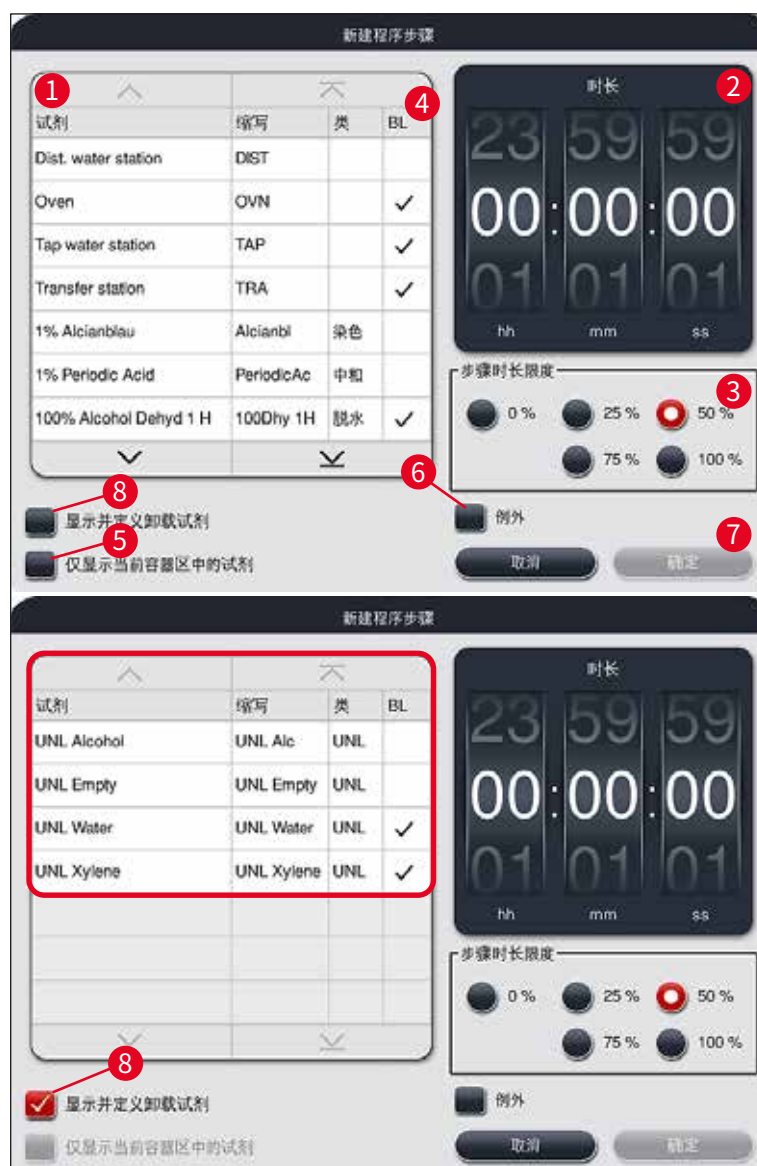 新建程序步骤
1
4
试剂 缩写 类 BL
Dist. water station DIST
Oven OVN ✓
Tap water station TAP ✓
Transfer station TRA ✓
1% Alcianblau Alcianbl 染色
1% Periodic Acid PeriodicAc 中和
100% Alcohol Dehyd 1 H 100Dhy 1H 脱水 ✓
8
显示并定义卸载试剂
5
仅显示当前容器区中的试剂
时长
2
23 59 59
00:00:00
01 01 01
hh mm ss
步骤时长限度
3
0 % 25 % 50 %
75 % 100 %
6
例外
7
取消 确定
新建程序步骤
试剂 缩写 类 BL
UNL Alcohol UNL Alc UNL
UNL Empty UNL Empty UNL
UNL Water UNL Water UNL ✓
UNL Xylene UNL Xylene UNL ✓
8
显示并定义卸载试剂
仅显示当前容器区中的试剂
时长
23 59 59
00:00:00
01 01 01
hh mm ss
步骤时长限度
0 % 25 % 50 %
75 % 100 %
例外
取消 确定